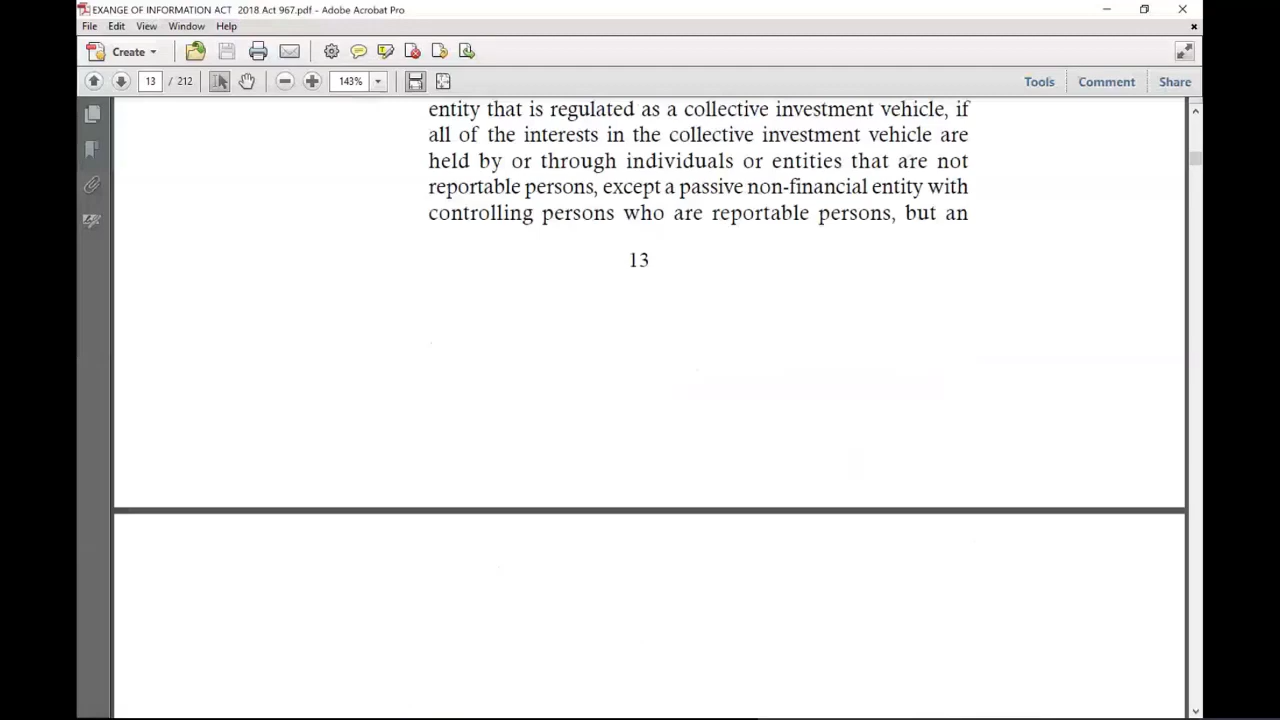 EXANGE OF INFORMATION ACT 2018 Act 967.pdf - Adobe Acrobat Pro
File Edit View Window Help
Create
13 / 212 143% Tools Comment Share
entity that is regulated as a collective investment vehicle, if
all of the interests in the collective investment vehicle are
held by or through individuals or entities that are not
reportable persons, except a passive non-financial entity with
controlling persons who are reportable persons, but an
13